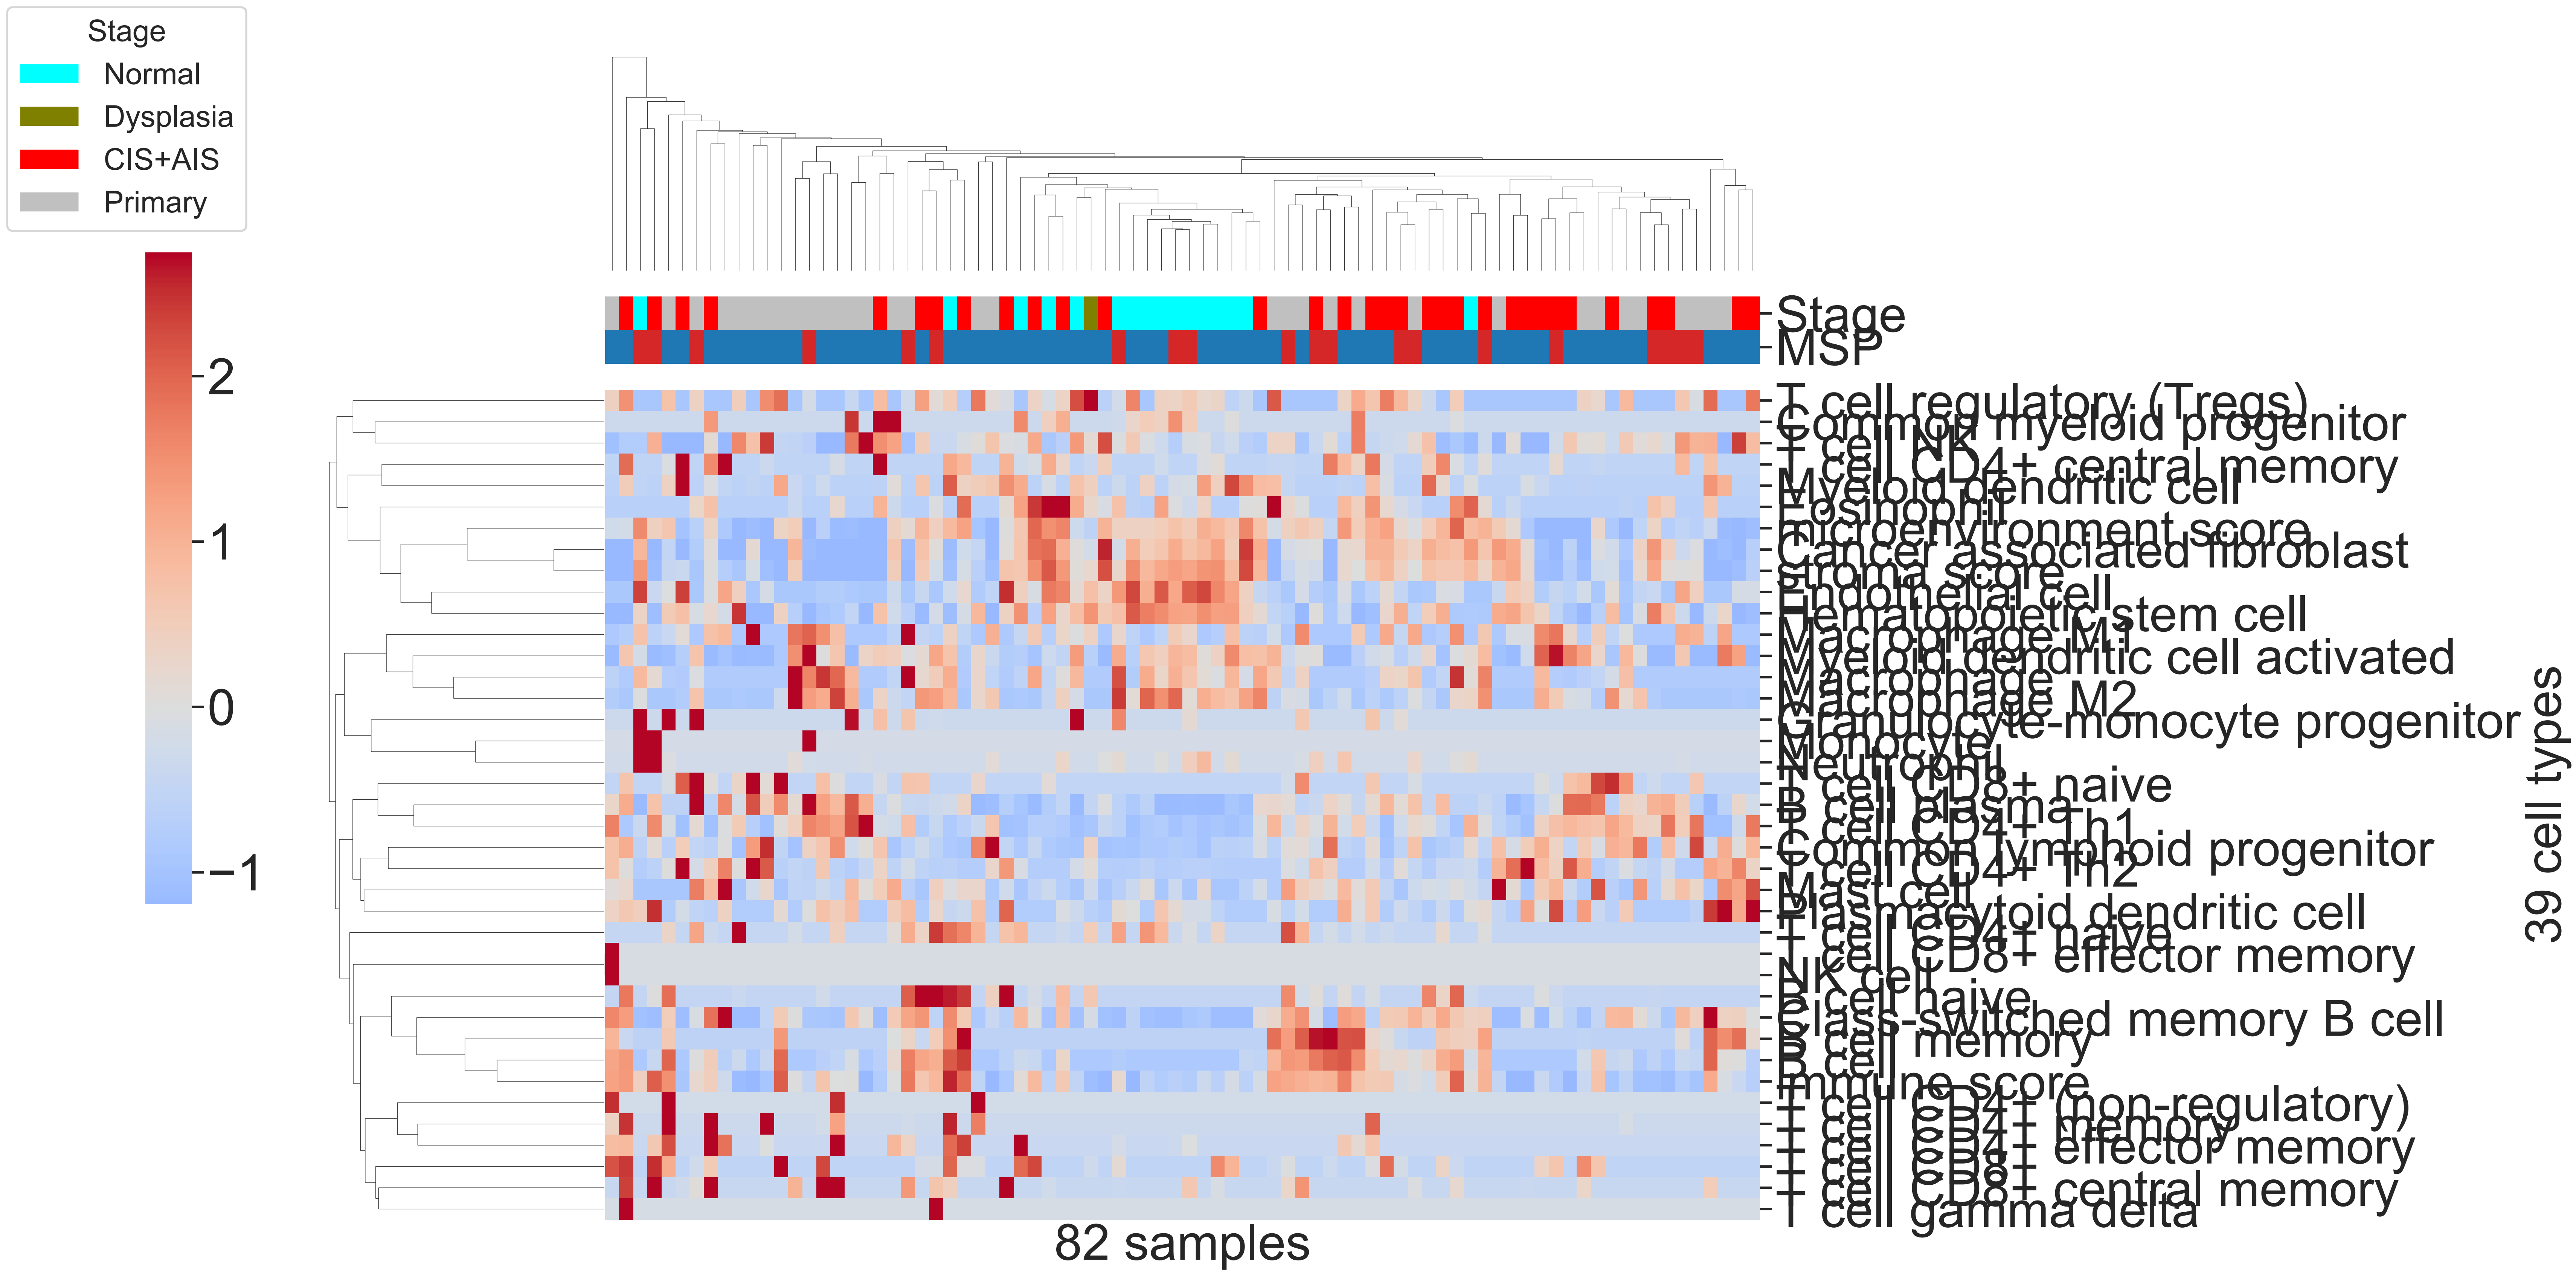 Stage
Normal
Dysplasia
CIS+AIS
Primary
2
1
0
−1
Stage
MSP
T cell regulatory (Tregs)
Common myeloid progenitor
T cell NK
T cell CD4+ central memory
Myeloid dendritic cell
Eosinophil
microenvironment score
Cancer associated fibroblast
stroma score
Endothelial cell
Hematopoietic stem cell
Macrophage M1
Myeloid dendritic cell activated
Macrophage
Macrophage M2
Granulocyte-monocyte progenitor
Monocyte
Neutrophil
T cell CD8+ naive
B cell plasma
T cell CD4+ Th1
Common lymphoid progenitor
T cell CD4+ Th2
Mast cell
Plasmacytoid dendritic cell
T cell CD4+ naive
T cell CD8+ effector memory
NK cell
B cell naive
Class-switched memory B cell
B cell memory
B cell
immune score
T cell CD4+ (non-regulatory)
T cell CD4+ memory
T cell CD4+ effector memory
T cell CD8+
T cell CD8+ central memory
T cell gamma delta
39 cell types
82 samples